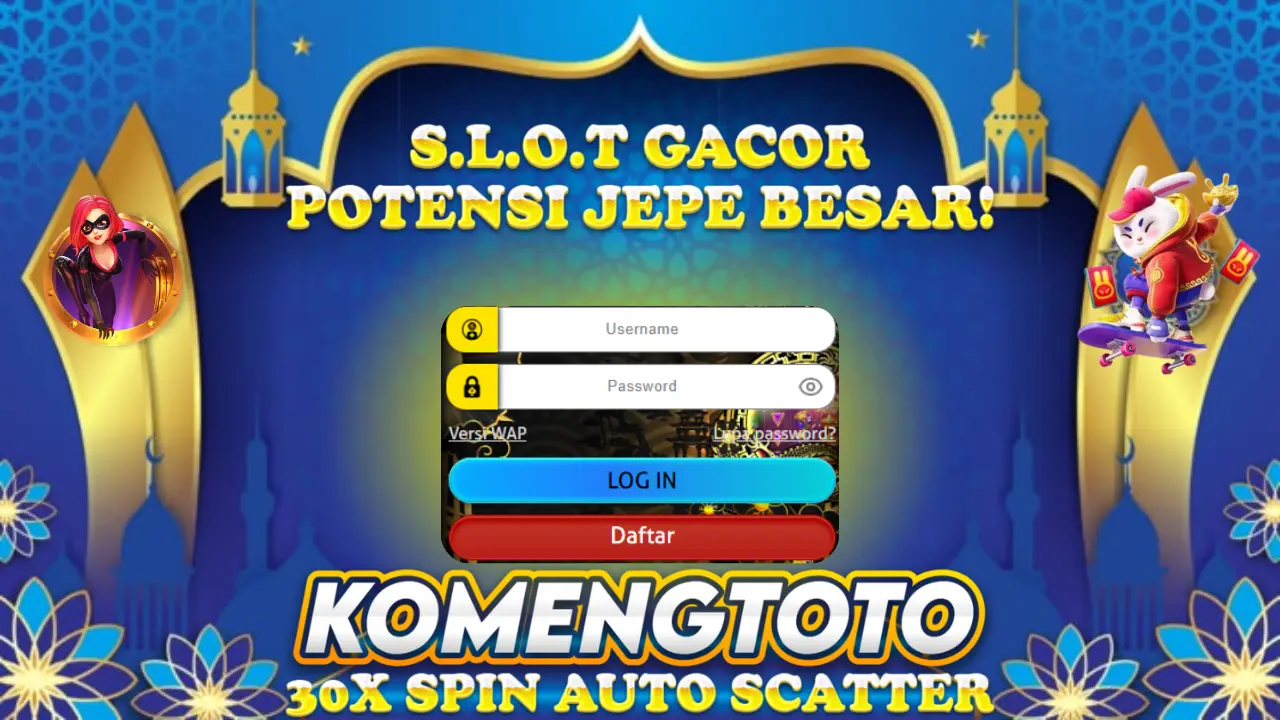 S.L.O.T GACOR
POTENSI JEPE BESAR!
Username
Password
Versi WAP
Lupa password?
LOG IN
Daftar
KOMENGTOTO
30X SPIN AUTO SCATTER